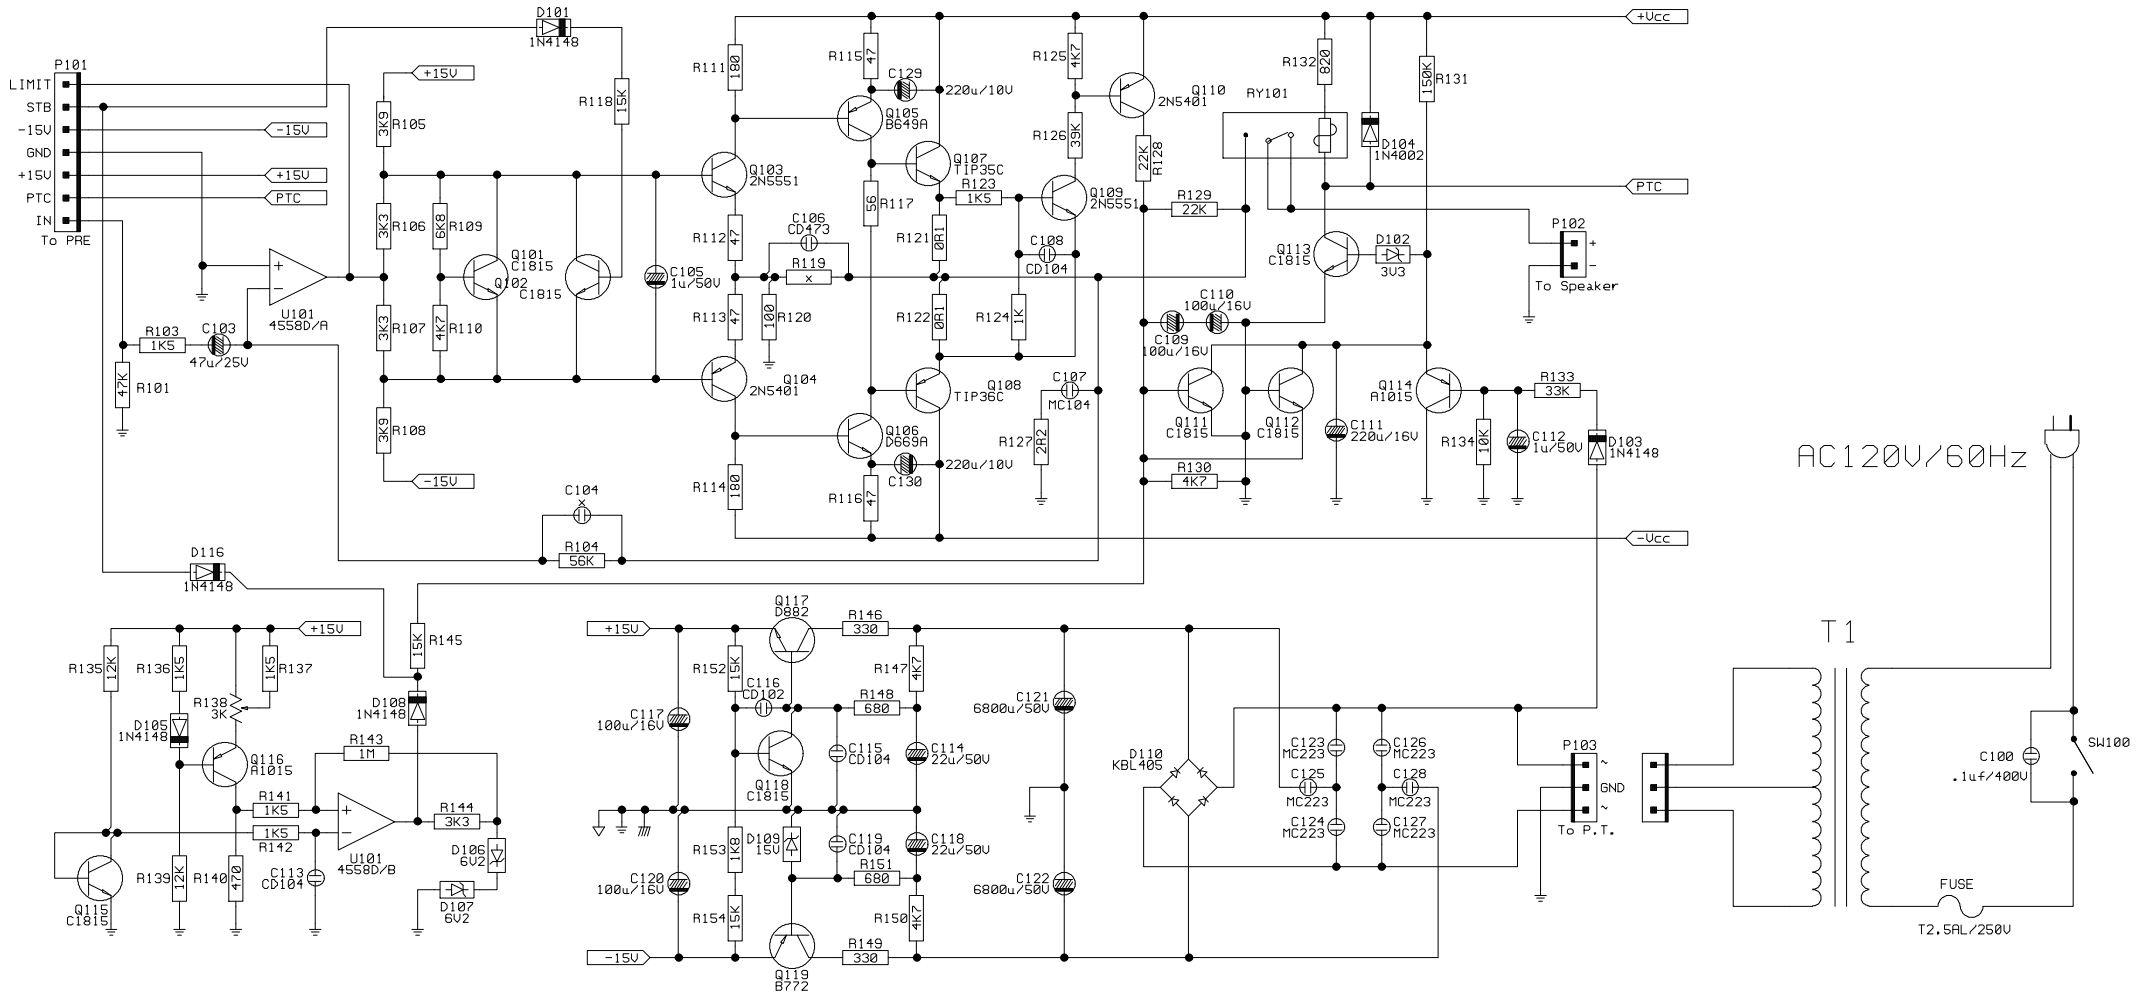 D101
1N4148
+Vcc
P101
LIMIT
STB
-15V
GND
+15V
PTC
IN
To PRE
-15V
+15V
PTC
+15V
R105
3K9
R106
3K3
R107
3K3
R108
3K9
-15V
R109
6K8
R110
4K7
Q101
C1815
Q102
C1815
R118
15K
C105
1u/50V
U101
4558D/A
R103
1K5
C103
47u/25V
R101
47K
R111
180
R112
47
R113
47
R114
180
Q103
2N5551
Q104
2N5401
C106
CD473
R119
x
R120
100
R115
47
C129
220u/10V
Q105
B649A
Q107
TIP35C
R117
56
R121
0R1
R122
0R1
R123
1K5
R124
1K
C108
CD104
Q108
TIP36C
Q106
D669A
220u/10V
C130
R116
47
R125
4K7
R126
39K
Q109
2N5551
Q110
2N5401
R128
22K
R129
22K
C107
MC104
R127
2R2
RY101
R132
820
D104
1N4002
R131
150K
PTC
Q113
C1815
D102
3V3
P102
+
-
To Speaker
C110
100u/16V
C109
100u/16V
Q111
C1815
Q112
C1815
R130
4K7
C111
220u/16V
Q114
A1015
R133
33K
R134
10K
C112
1u/50V
D103
1N4148
-Vcc
C104
x
R104
56K
AC120V/60Hz
D116
1N4148
+15V
R135
12K
R136
1K5
R137
1K5
R138
3K
D105
1N4148
Q116
A1015
R139
12K
R140
470
Q115
C1815
R141
1K5
1K5
R142
C113
CD104
R143
1M
U101
4558D/B
R144
3K3
R145
15K
D108
1N4148
D106
6V2
D107
6V2
Q117
D882
R146
330
+15V
R152
15K
C116
CD102
R147
4K7
R148
680
C117
100u/16V
Q118
C1815
C115
CD104
C114
22u/50V
R153
1K8
D109
15V
C119
CD104
C118
22u/50V
R151
680
C120
100u/16V
R154
15K
R150
4K7
R149
330
-15V
Q119
B772
C121
6800u/50V
C122
6800u/50V
D110
KBL405
C123
MC223
C126
MC223
C125
MC223
C128
MC223
C124
MC223
C127
MC223
P103
~
GND
~
To P.T.
T1
C100
.1uf/400V
SW100
FUSE
T2.5AL/250V